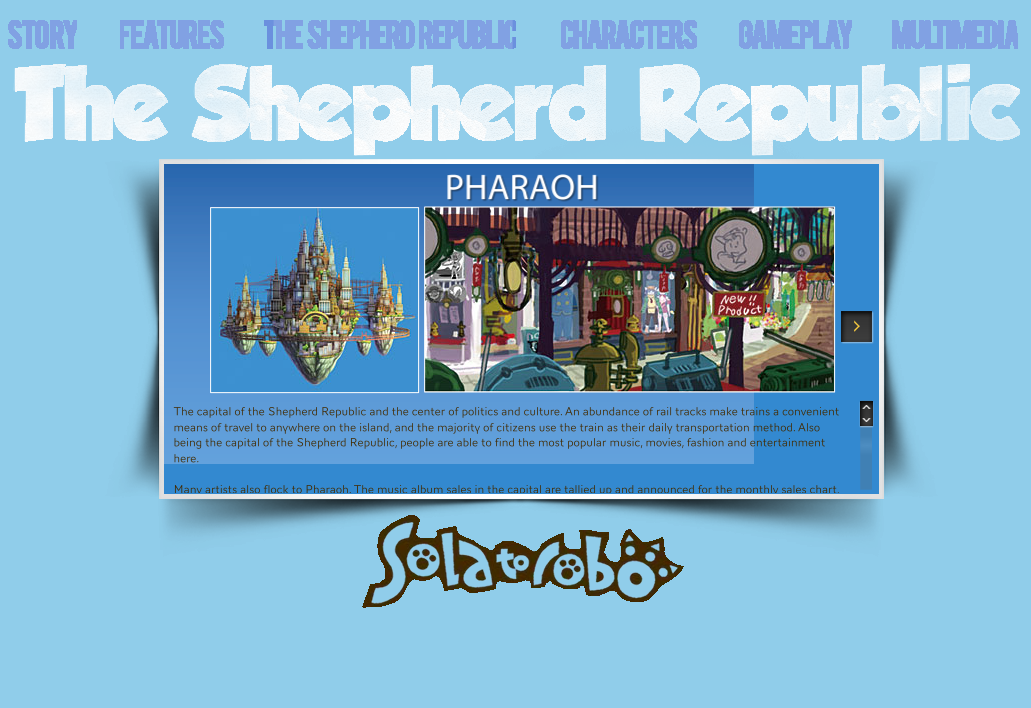 STORY FEATURES THE SHEPHERD REPUBLIC CHARACTERS GAMEPLAY MULTIMEDIA
The Shepherd Republic
PHARAOH
New!!
Product
The capital of the Shepherd Republic and the center of politics and culture. An abundance of rail tracks make trains a convenient
means of travel to anywhere on the island, and the majority of citizens use the train as their daily transportation method. Also
being the capital of the Shepherd Republic, people are able to find the most popular music, movies, fashion and entertainment
here.
Many artists also flock to Pharaoh. The music album sales in the capital are tallied up and announced for the monthly sales chart.
Solatorobo